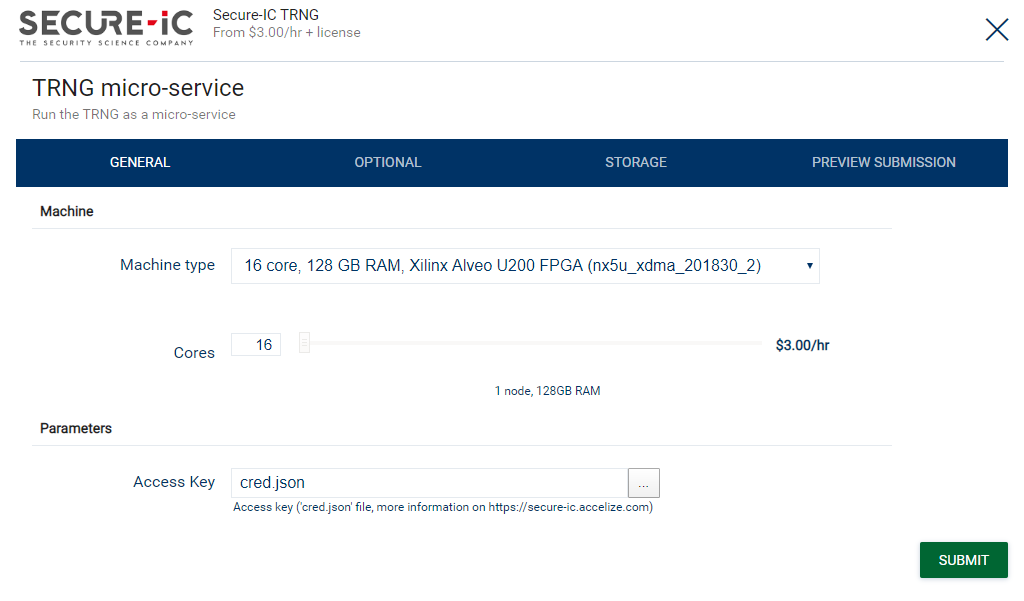 SECURE-iC
THE SECURITY SCIENCE COMPANY
Secure-IC TRNG
From $3.00/hr + license
TRNG micro-service
Run the TRNG as a micro-service
GENERAL OPTIONAL STORAGE PREVIEW SUBMISSION
Machine
Machine type 16 core, 128 GB RAM, Xilinx Alveo U200 FPGA (nx5u_xdma_201830_2)
Cores 16 $3.00/hr
1 node, 128GB RAM
Parameters
Access Key cred.json ...
Access key ('cred.json' file, more information on https://secure-ic.accelize.com)
SUBMIT